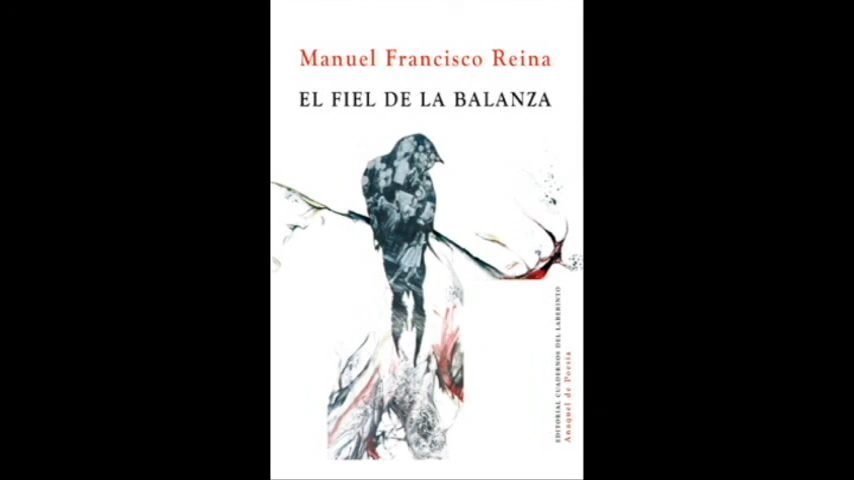 Manuel Francisco Reina
EL FIEL DE LA BALANZA
EDITORIAL CUADERNOS DEL LABERINTO
Anaquel de Poesía